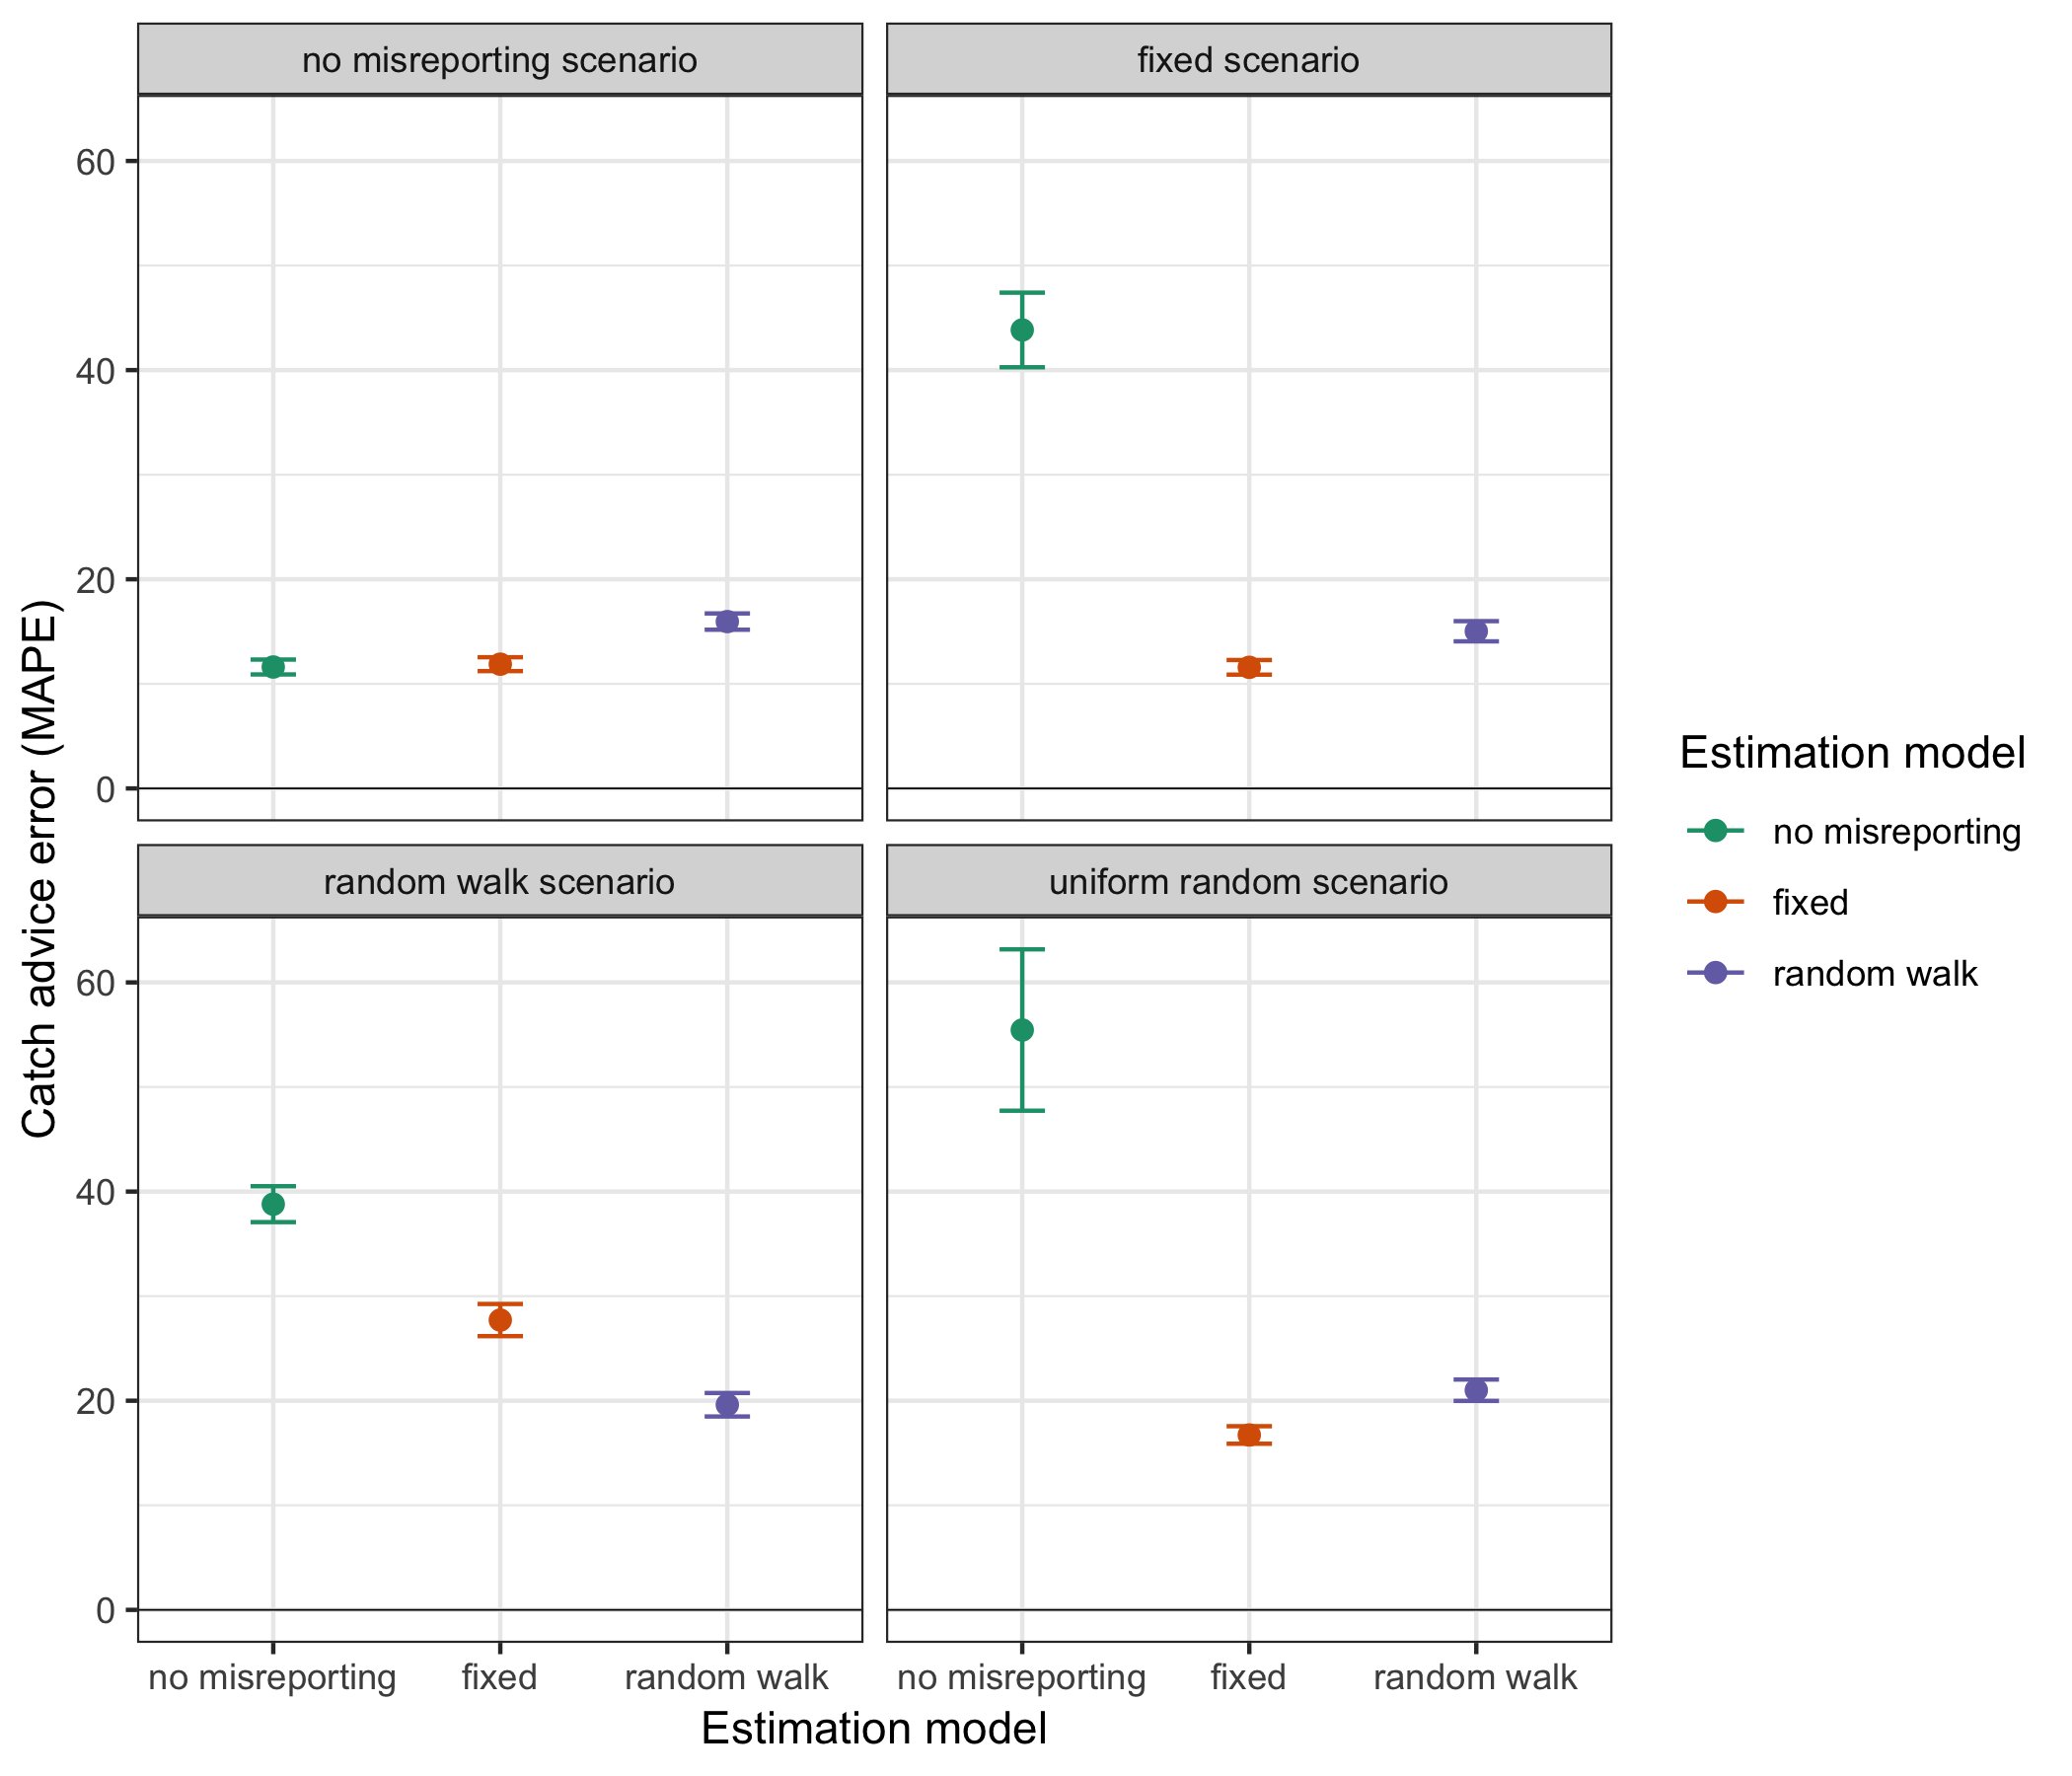 no misreporting scenario
fixed scenario
60
40
20
0
random walk scenario
uniform random scenario
60
40
20
0
no misreporting
fixed
random walk
no misreporting
fixed
random walk
Estimation model
Catch advice error (MAPE)
Estimation model
no misreporting
fixed
random walk